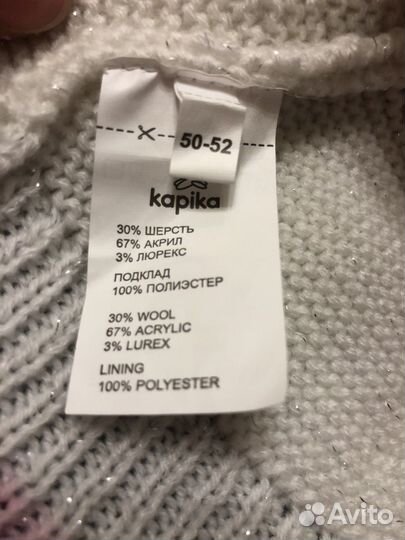 50-52
kapika
30% ШЕРСТЬ
67% АКРИЛ
3% ЛЮРЕКС
ПОДКЛАД
100% ПОЛИЭСТЕР
30% WOOL
67% ACRYLIC
3% LUREX
LINING
100% POLYESTER
Avito